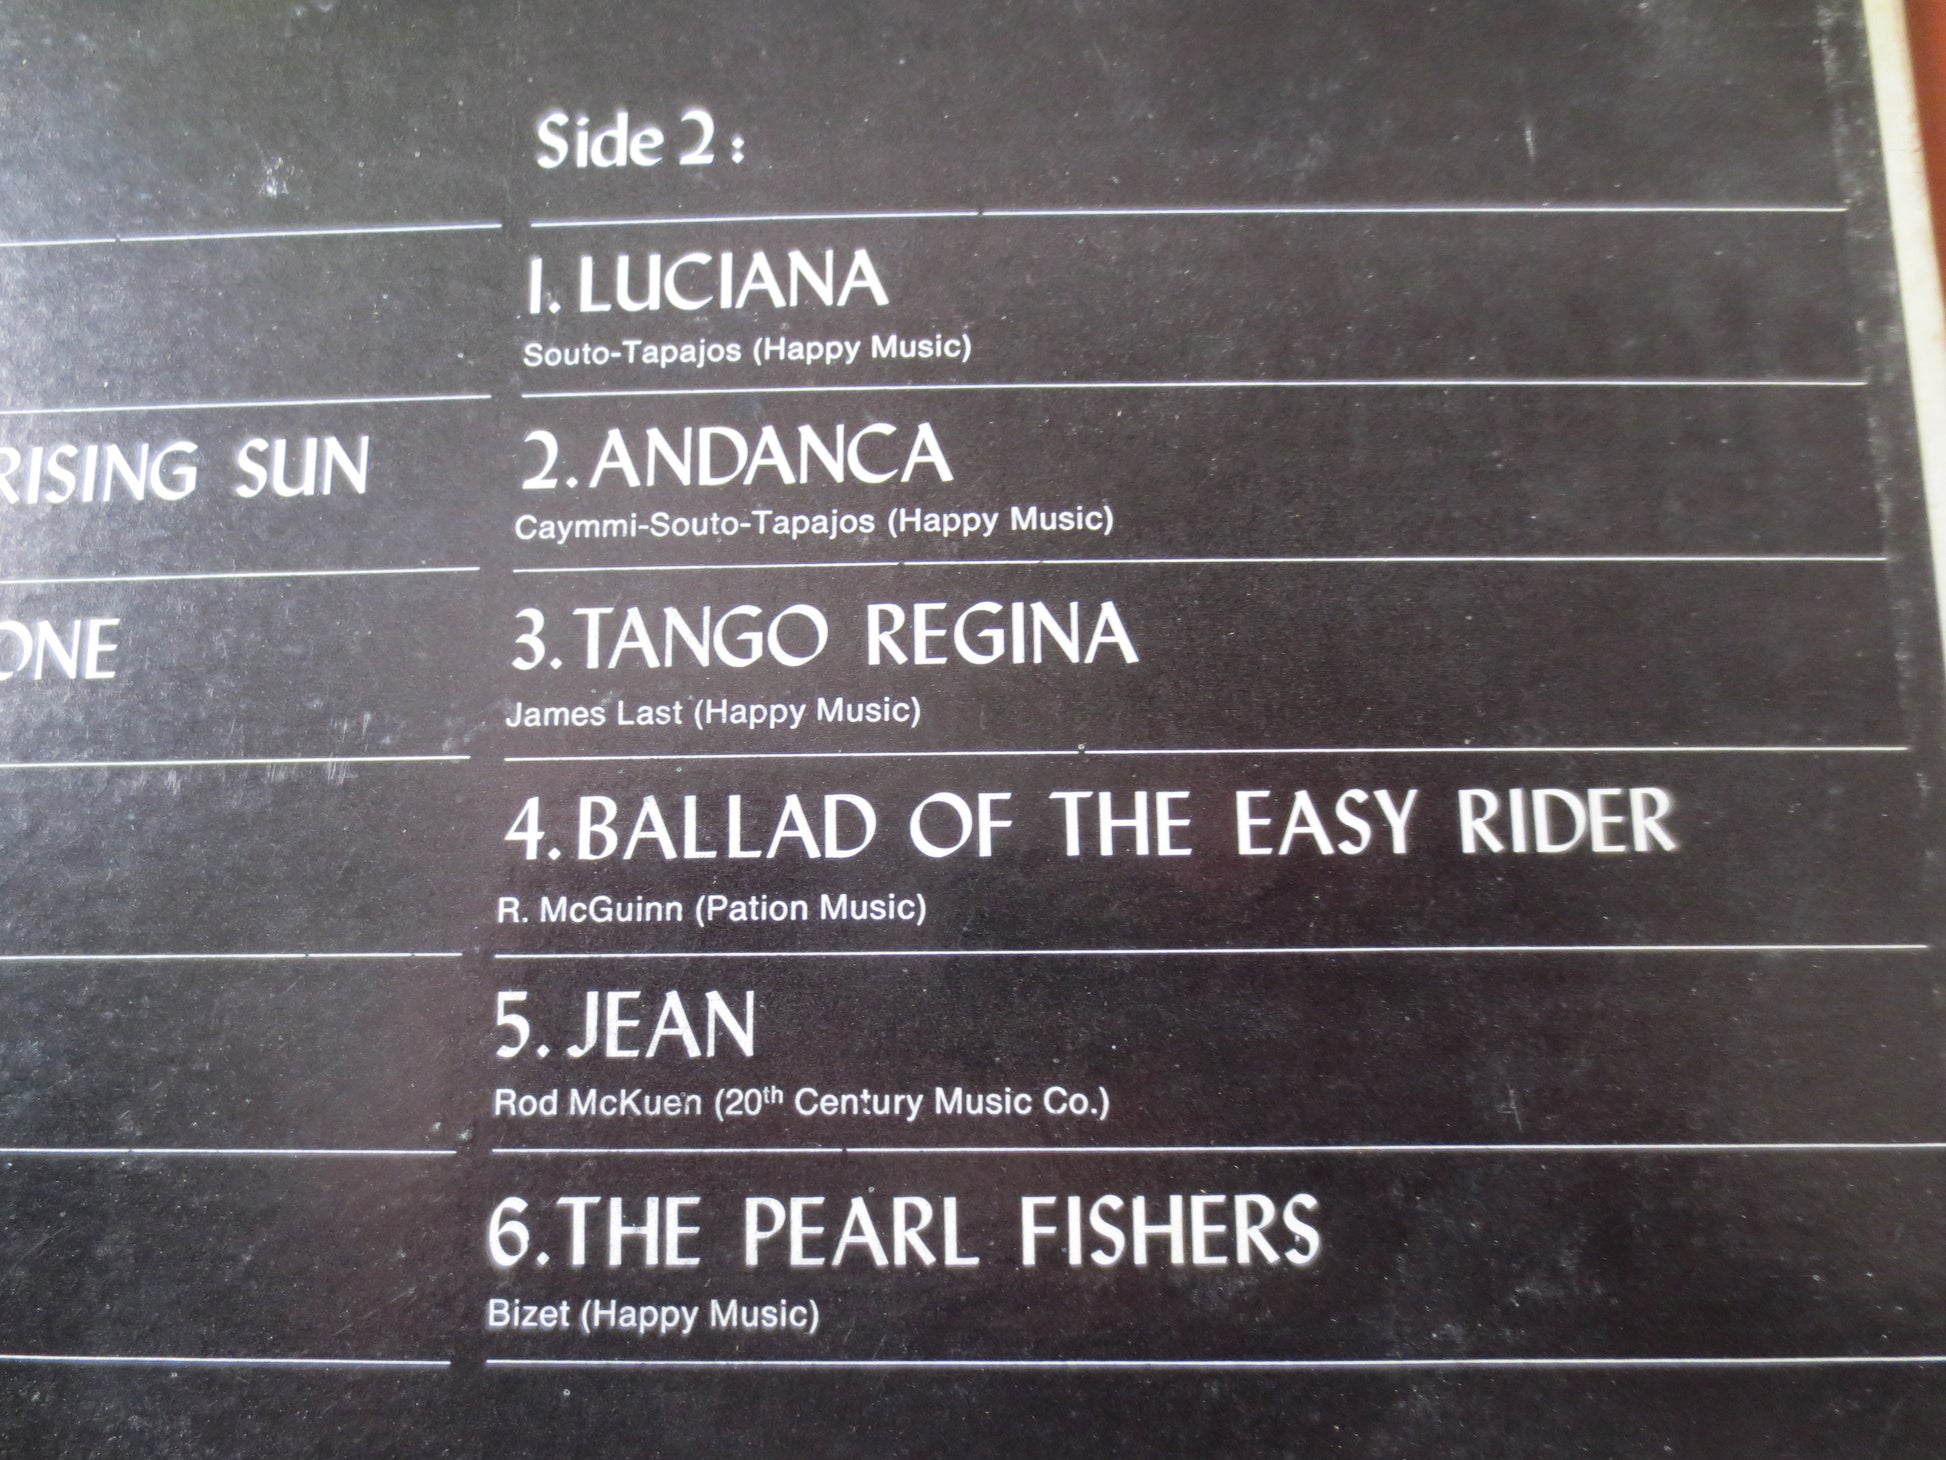 RISING SUN
ONE
Side 2:
1. LUCIANA
Souto-Tapajos (Happy Music)
2. ANDANCA
Caymmi-Souto-Tapajos (Happy Music)
3. TANGO REGINA
James Last (Happy Music)
4. BALLAD OF THE EASY RIDER
R. McGuinn (Pation Music)
5. JEAN
Rod McKuen (20th Century Music Co.)
6. THE PEARL FISHERS
Bizet (Happy Music)